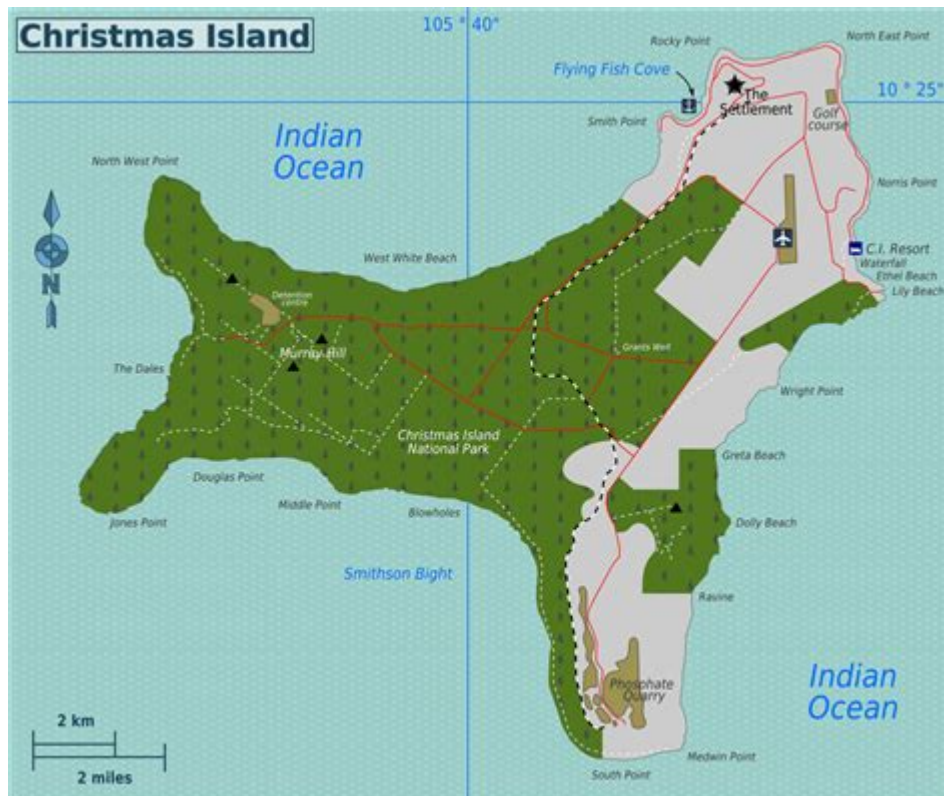 Christmas Island
105 ° 40'
Rocky Point
North East Point
Flying Fish Cove
10 ° 25'
The
Settlement
Smith Point
Golf
course
Indian
Ocean
North West Point
Norris Point
C.I. Resort
Waterfall
Ethel Beach
Lily Beach
West White Beach
N
Detention
centre
Murray Hill
Grants Well
The Dales
Wright Point
Christmas Island
National Park
Greta Beach
Douglas Point
Middle Point
Blowholes
Jones Point
Dolly Beach
Smithson Bight
Ravine
Phosphate
Quarry
Indian
Ocean
2 km
2 miles
Medwin Point
South Point